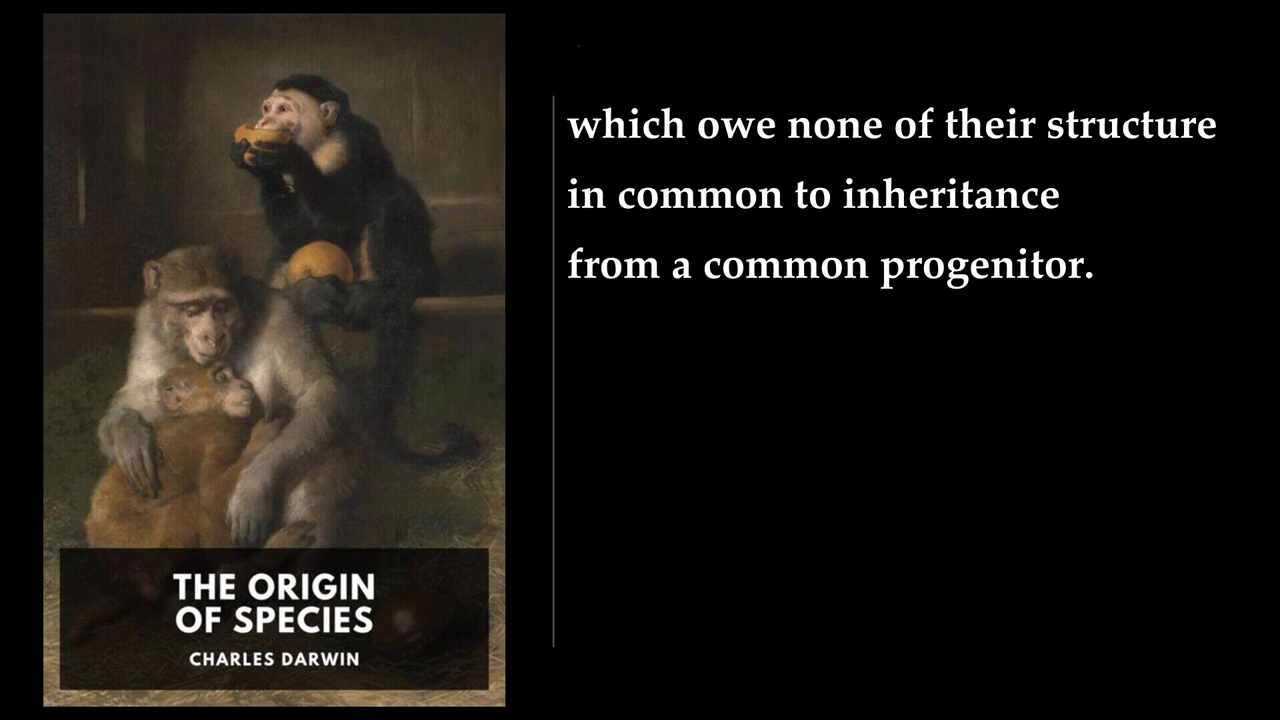 which owe none of their structure
in common to inheritance
from a common progenitor.
THE ORIGIN
OF SPECIES
CHARLES DARWIN